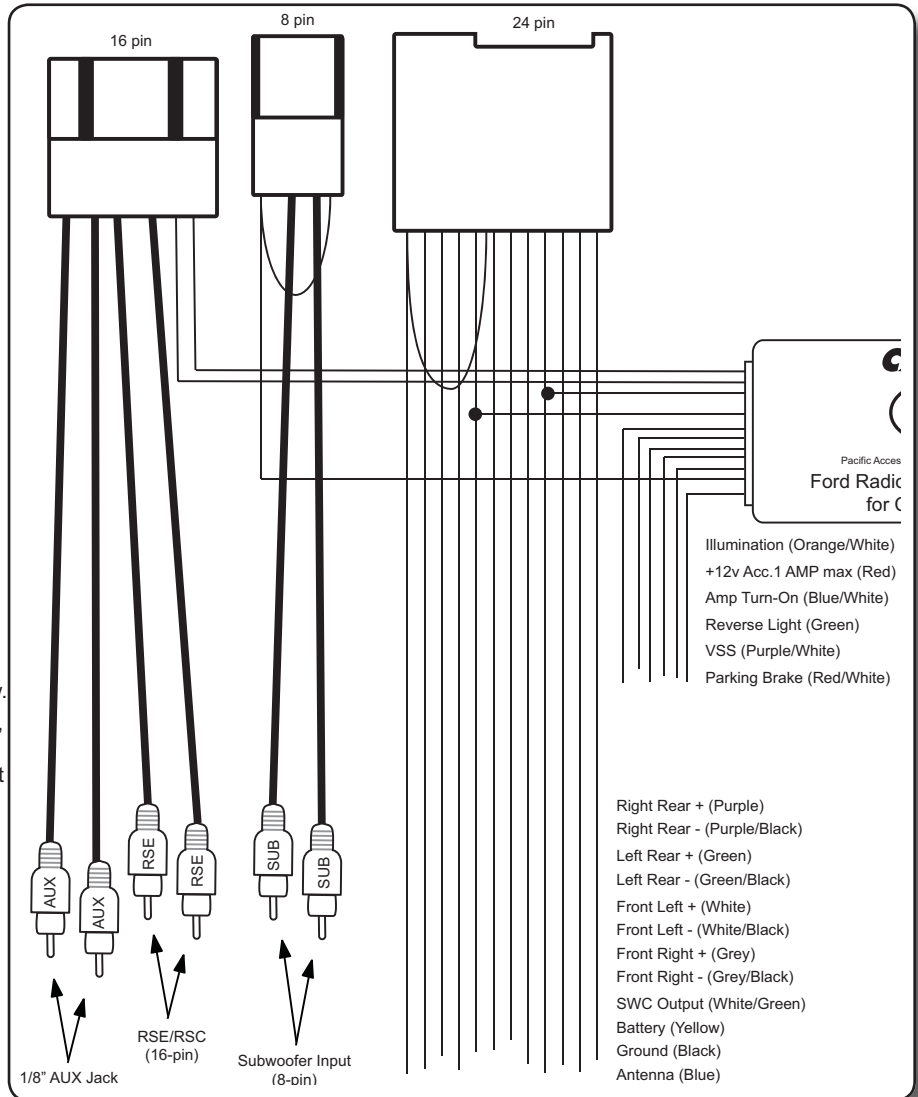 16 pin
8 pin
24 pin
Pacific Acces
Ford Radio
for
Illumination (Orange/White)
+12v Acc.1 AMP max (Red)
Amp Turn-On (Blue/White)
Reverse Light (Green)
VSS (Purple/White)
Parking Brake (Red/White)
Right Rear + (Purple)
Right Rear - (Purple/Black)
Left Rear + (Green)
Left Rear - (Green/Black)
Front Left + (White)
Front Left - (White/Black)
Front Right + (Grey)
Front Right - (Grey/Black)
SWC Output (White/Green)
Battery (Yellow)
Ground (Black)
Antenna (Blue)
AUX
AUX
RSE
RSE
SUB
SUB
RSE/RSC
(16-pin)
Subwoofer Input
(8-pin)
1/8” AUX Jack